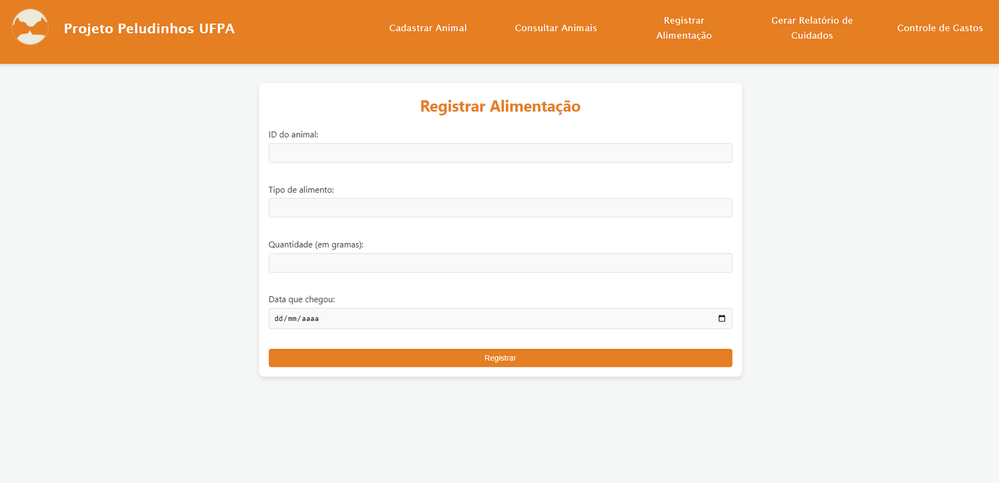 Projeto Peludinhos UFPA
Cadastrar Animal
Consultar Animais
Registrar
Alimentação
Gerar Relatório de
Cuidados
Controle de Gastos
Registrar Alimentação
ID do animal:
Tipo de alimento:
Quantidade (em gramas):
Data que chegou:
dd/mm/aaaa
Registrar